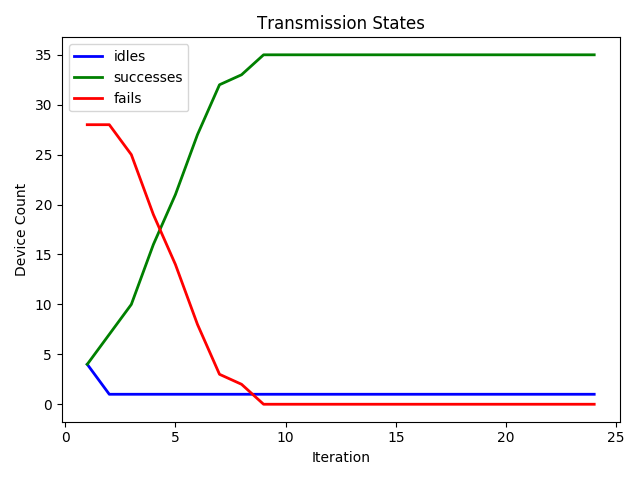 Transmission States
idles
successes
fails
Device Count
35
30
25
20
15
10
5
0
0 5 10 15 20 25
Iteration